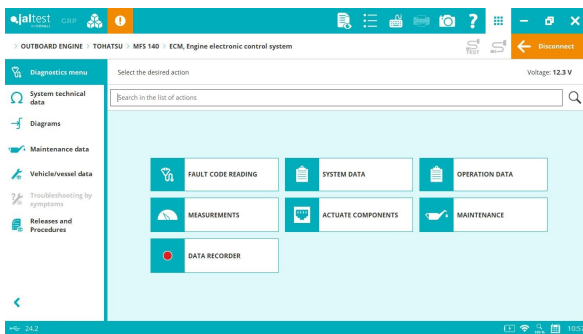 jaltest GRP
> OUTBOARD ENGINE > TOHATSU > MFS 140 > ECM, Engine electronic control system
TEST
Disconnect
Diagnostics menu
Select the desired action
Voltage: 12.3 V
System technical
data
Search in the list of actions
Diagrams
Maintenance data
Vehicle/vessel data
Troubleshooting by
symptoms
Releases and
Procedures
FAULT CODE READING
SYSTEM DATA
OPERATION DATA
MEASUREMENTS
ACTUATE COMPONENTS
MAINTENANCE
DATA RECORDER
24.2